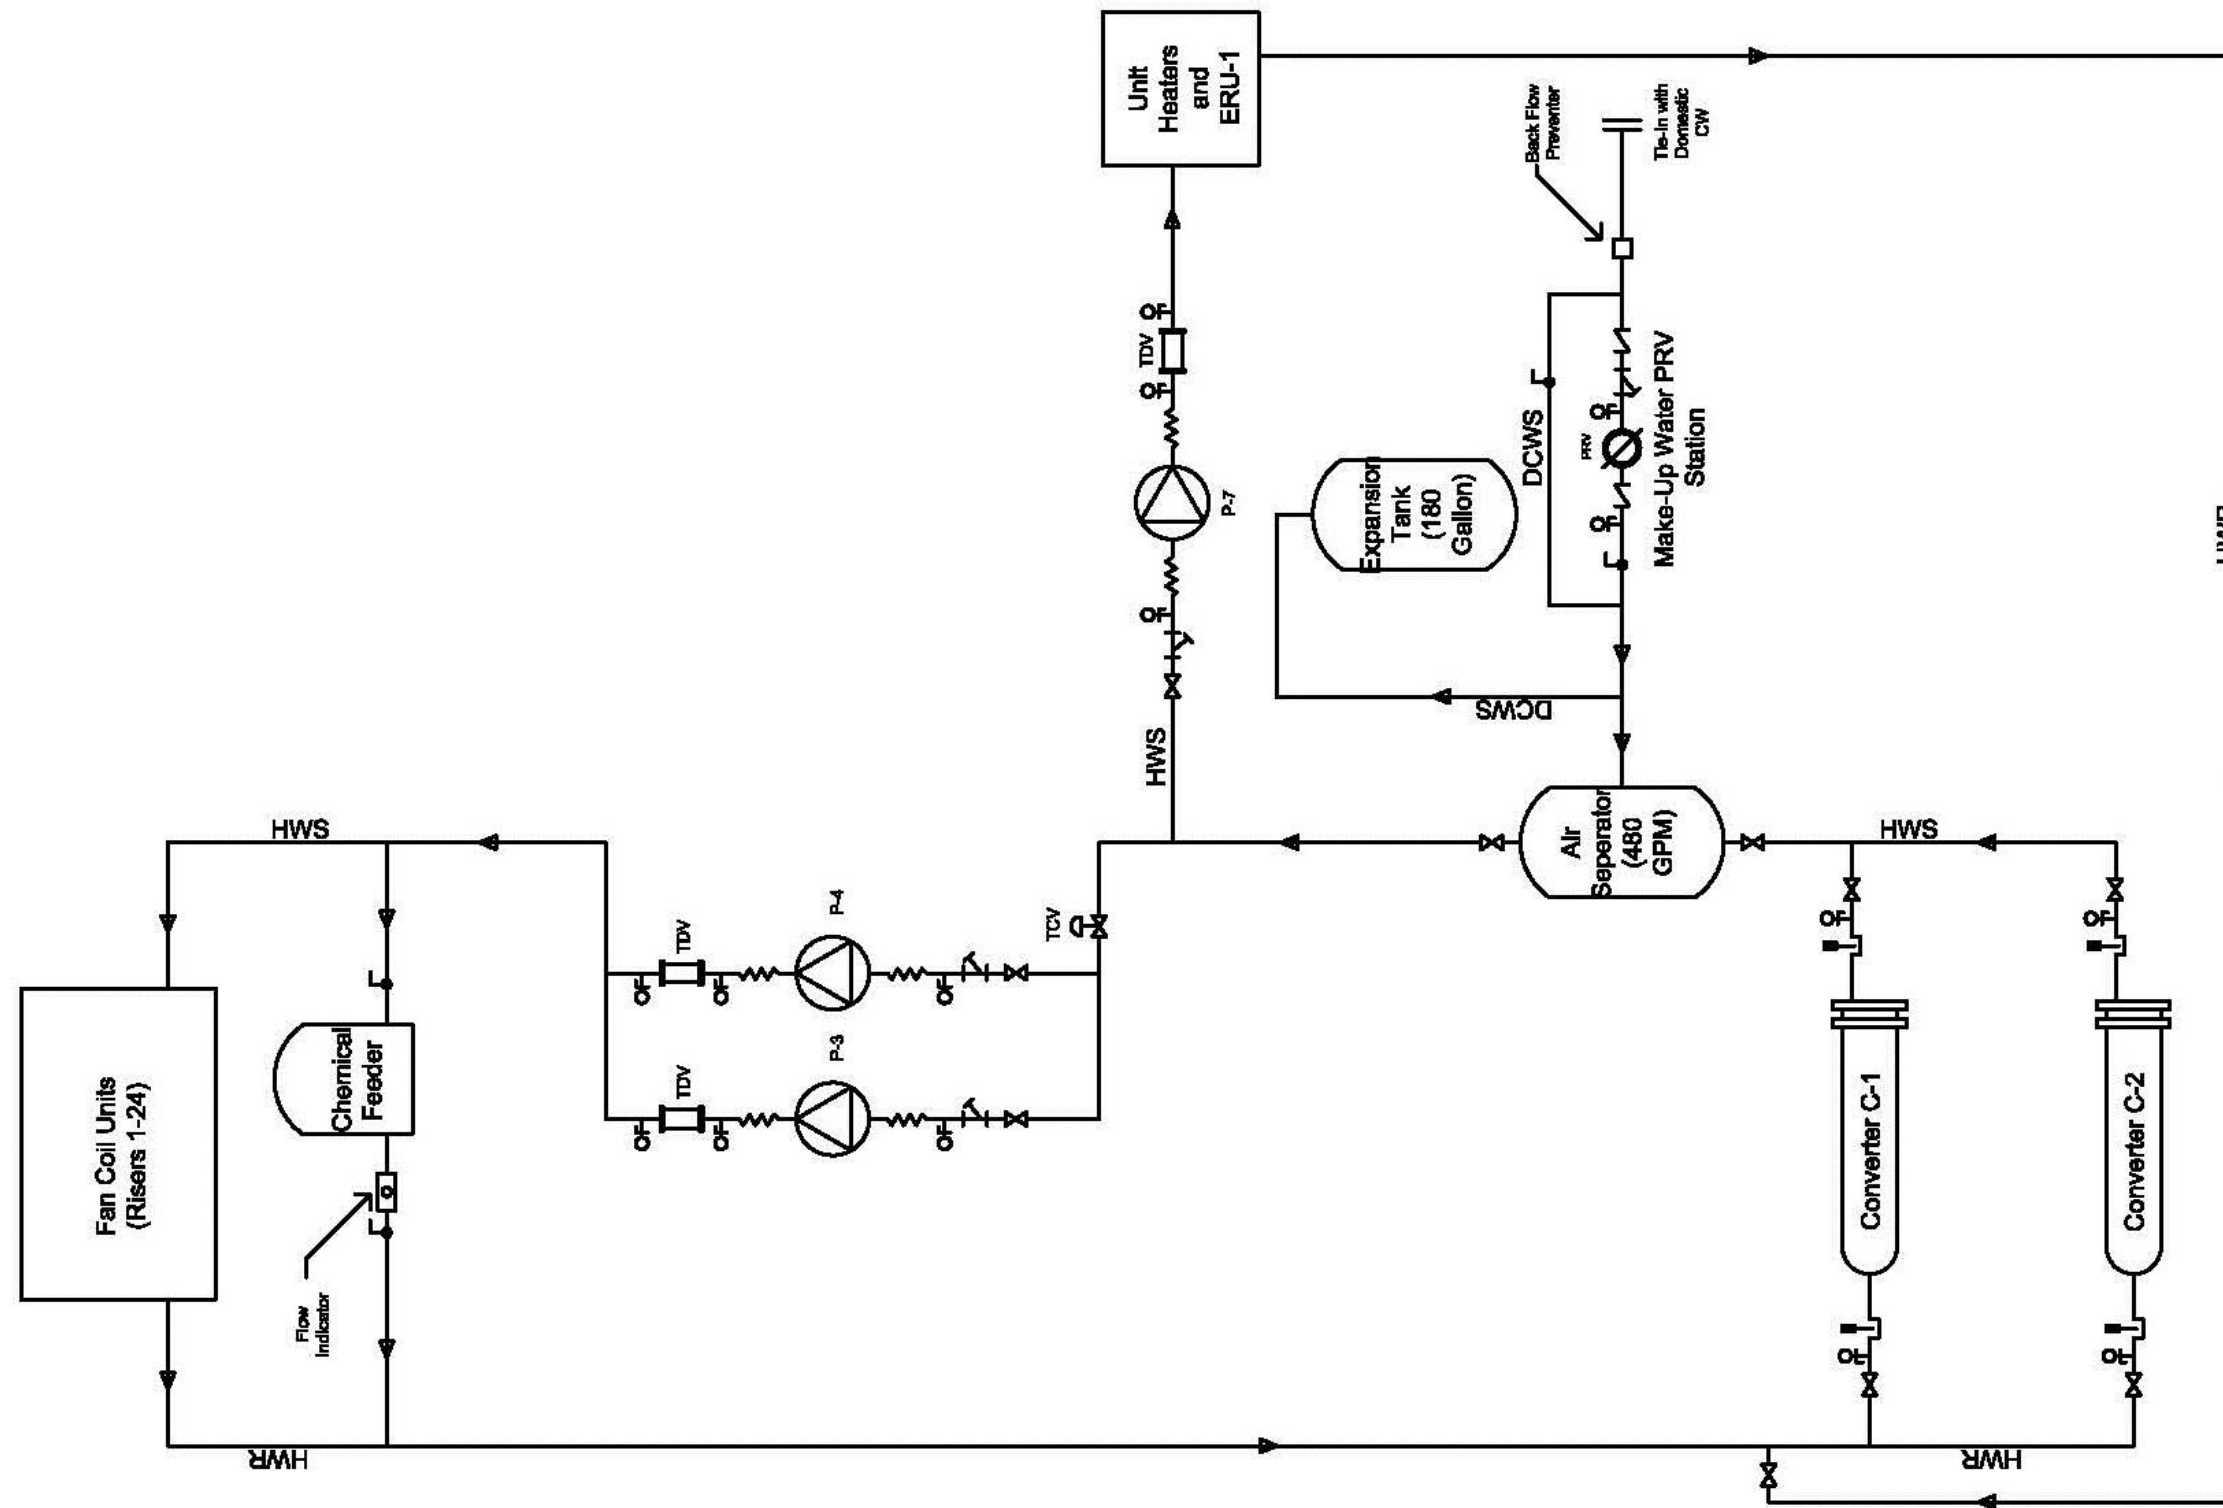 Unit
Heaters
and
ERU-1
Back Flow
Preventer
Tie-In with
Domestic
CW
TDV
P-7
DCWS
PRV
Make-Up Water PRV
Station
Expansion
Tank
(180
Gallon)
DCWS
HWS
HWS
TDV
P-4
TCV
Air
Seperator
(480
GPM)
HWS
Fan Coil Units
(Risers 1-24)
Chemical
Feeder
TDV
P-3
Flow
Indicator
Converter C-1
Converter C-2
HWR
HWR